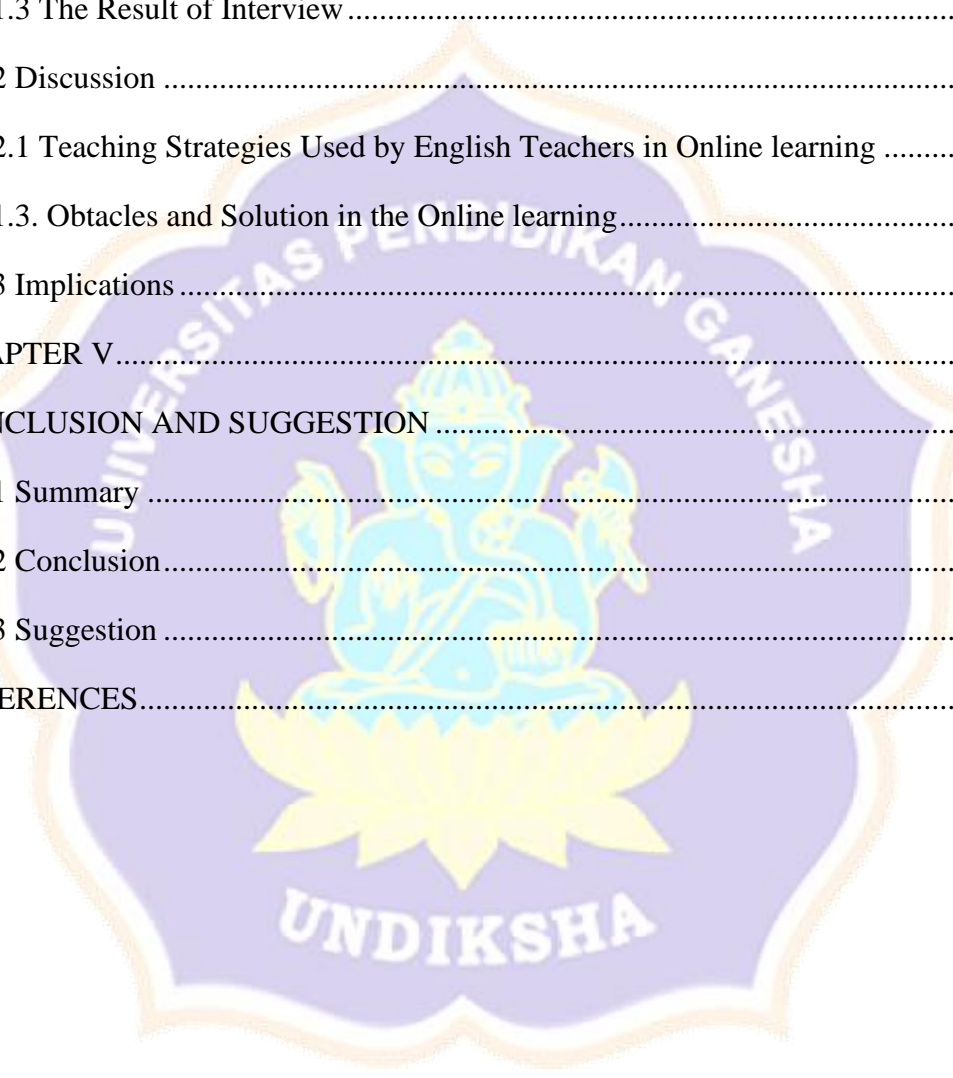 1.3 The Result of Interview
2 Discussion
2.1 Teaching Strategies Used by English Teachers in Online learning
1.3. Obtacles and Solution in the Online learning
3 Implications
APTER V
NCLUSION AND SUGGESTION
1 Summary
2 Conclusion
3 Suggestion
ERENCES
UNIVERSITAS PENDIDIKAN GANESHA
UNDIKSHA